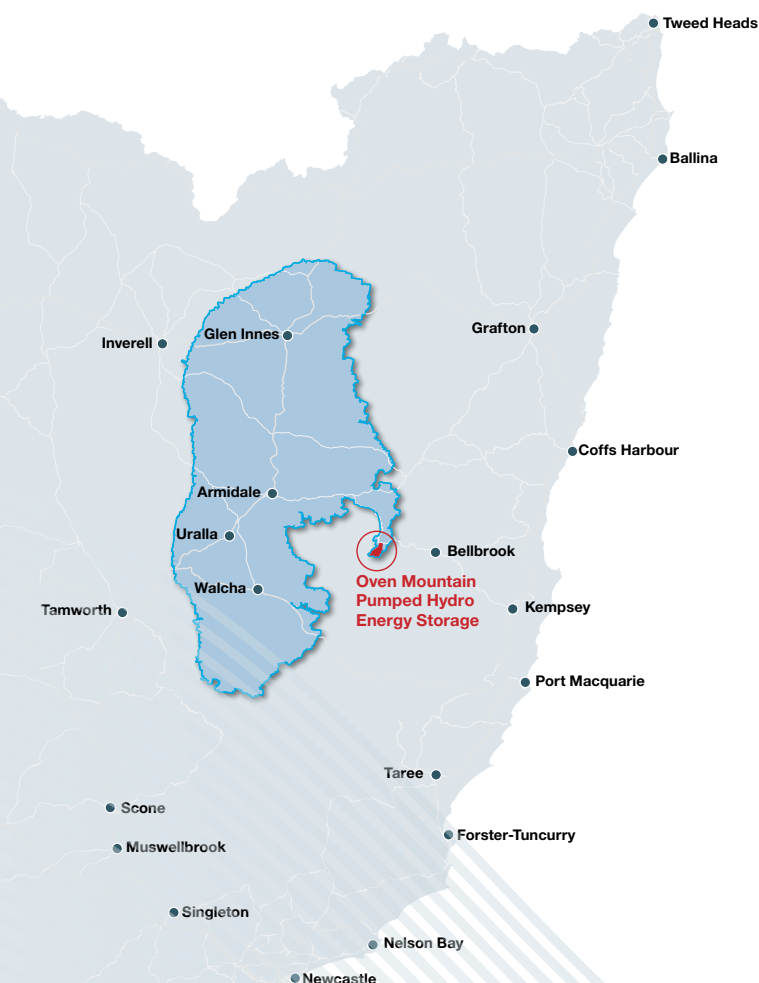 Tweed Heads
Ballina
Grafton
Glen Innes
Inverell
Coffs Harbour
Armidale
Uralla
Bellbrook
Oven Mountain
Pumped Hydro
Energy Storage
Walcha
Tamworth
Kempsey
Port Macquarie
Taree
Scone
Forster-Tuncurry
Muswellbrook
Singleton
Nelson Bay
Newcastle